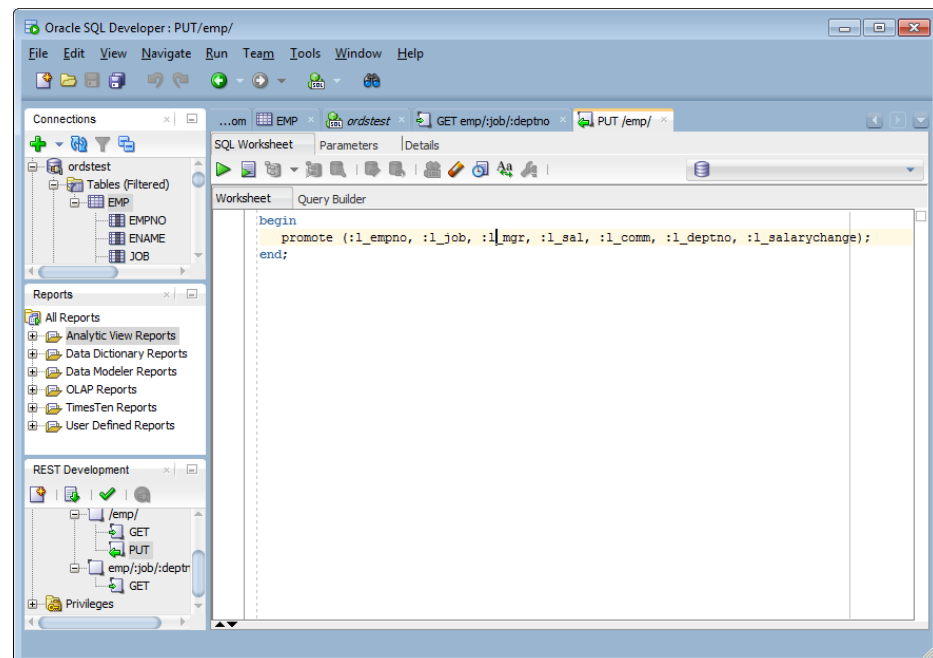 Oracle SQL Developer : PUT/emp/
File Edit View Navigate Run Team Tools Window Help
Connections
ordstest
Tables (Filtered)
EMP
EMPNO
ENAME
JOB
Reports
All Reports
Analytic View Reports
Data Dictionary Reports
Data Modeler Reports
OLAP Reports
TimesTen Reports
User Defined Reports
REST Development
/emp/
GET
PUT
emp/:job/:deptr
GET
Privileges
...om EMP ordstest GET emp/:job/:deptno PUT /emp/
SQL Worksheet Parameters Details
Worksheet Query Builder
begin
promote (:l_empno, :l_job, :l_mgr, :l_sal, :l_comm, :l_deptno, :l_salarychange);
end;